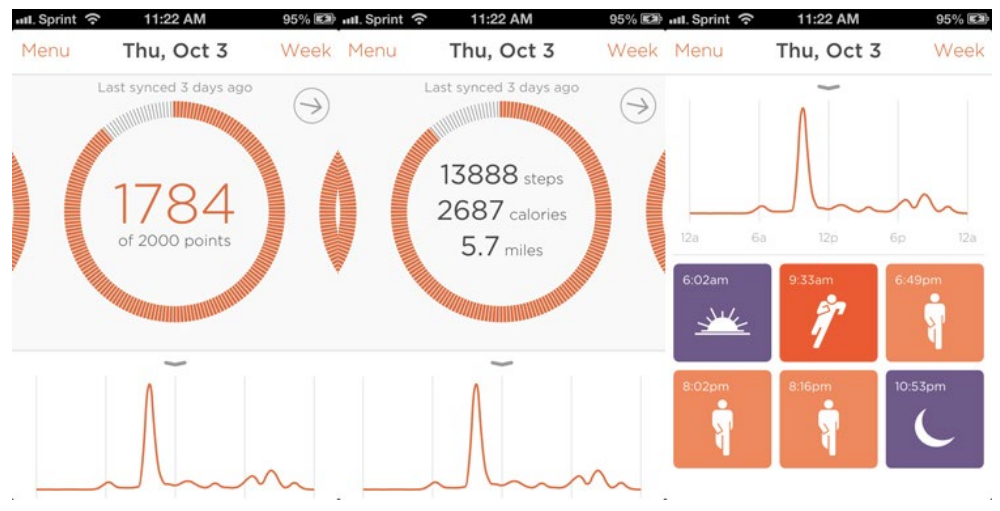 Sprint 11:22 AM 95%
Menu Thu, Oct 3 Week
Last synced 3 days ago
1784
of 2000 points
Sprint 11:22 AM 95%
Menu Thu, Oct 3 Week
Last synced 3 days ago
13888 steps
2687 calories
5.7 miles
Sprint 11:22 AM 95%
Menu Thu, Oct 3 Week
12a 6a 12p 6p 12a
6:02am 9:33am 6:49pm
8:02pm 8:16pm 10:53pm